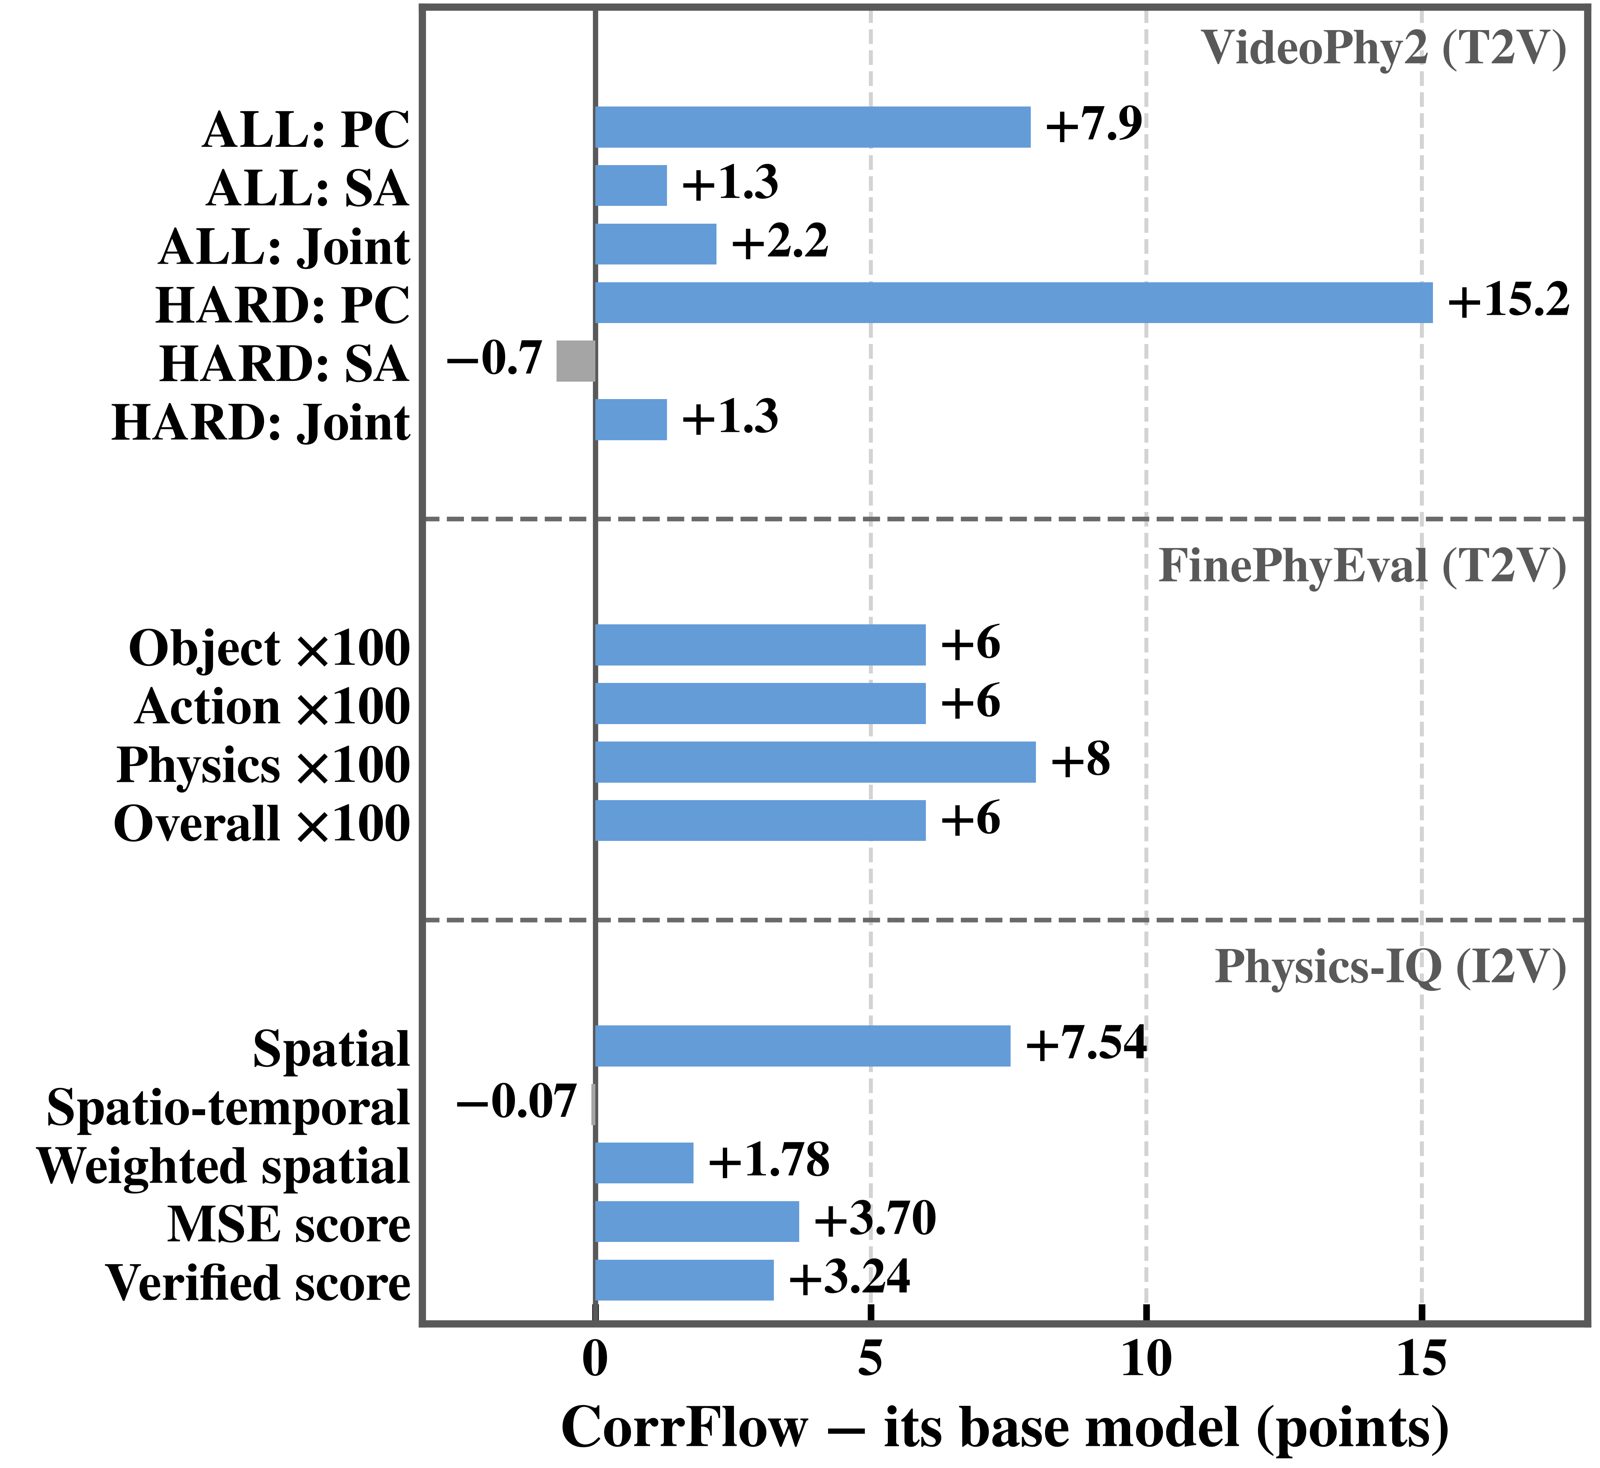 VideoPhy2 (T2V)
ALL: PC +7.9
ALL: SA +1.3
ALL: Joint +2.2
HARD: PC +15.2
HARD: SA −0.7
HARD: Joint +1.3
FinePhyEval (T2V)
Object ×100 +6
Action ×100 +6
Physics ×100 +8
Overall ×100 +6
Physics-IQ (I2V)
Spatial +7.54
Spatio-temporal −0.07
Weighted spatial +1.78
MSE score +3.70
Verified score +3.24
0 5 10 15
CorrFlow − its base model (points)